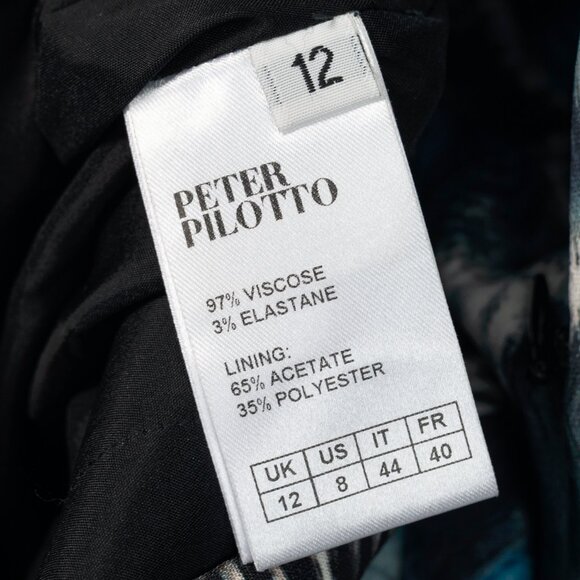 12
PETER
PILOTTO
97% VISCOSE
3% ELASTANE
LINING:
65% ACETATE
35% POLYESTER
UK US IT FR
12 8 44 40